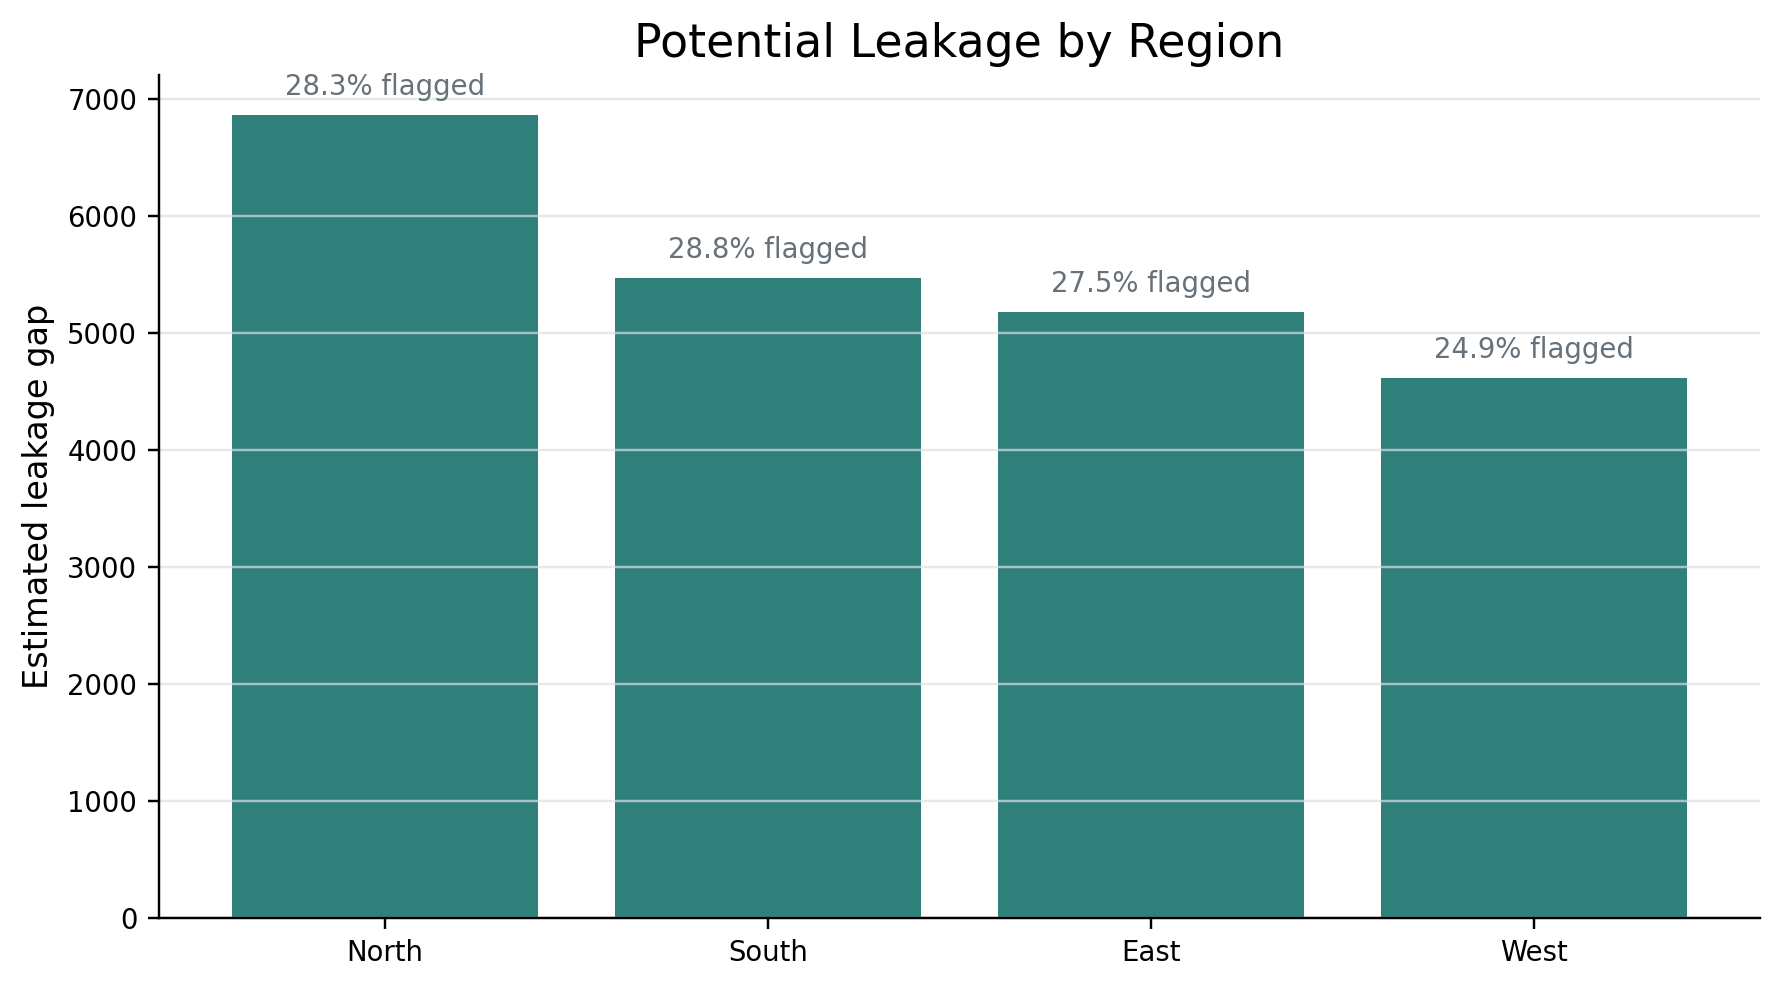 Potential Leakage by Region
Estimated leakage gap
7000
6000
5000
4000
3000
2000
1000
0
28.3% flagged
28.8% flagged
27.5% flagged
24.9% flagged
North
South
East
West